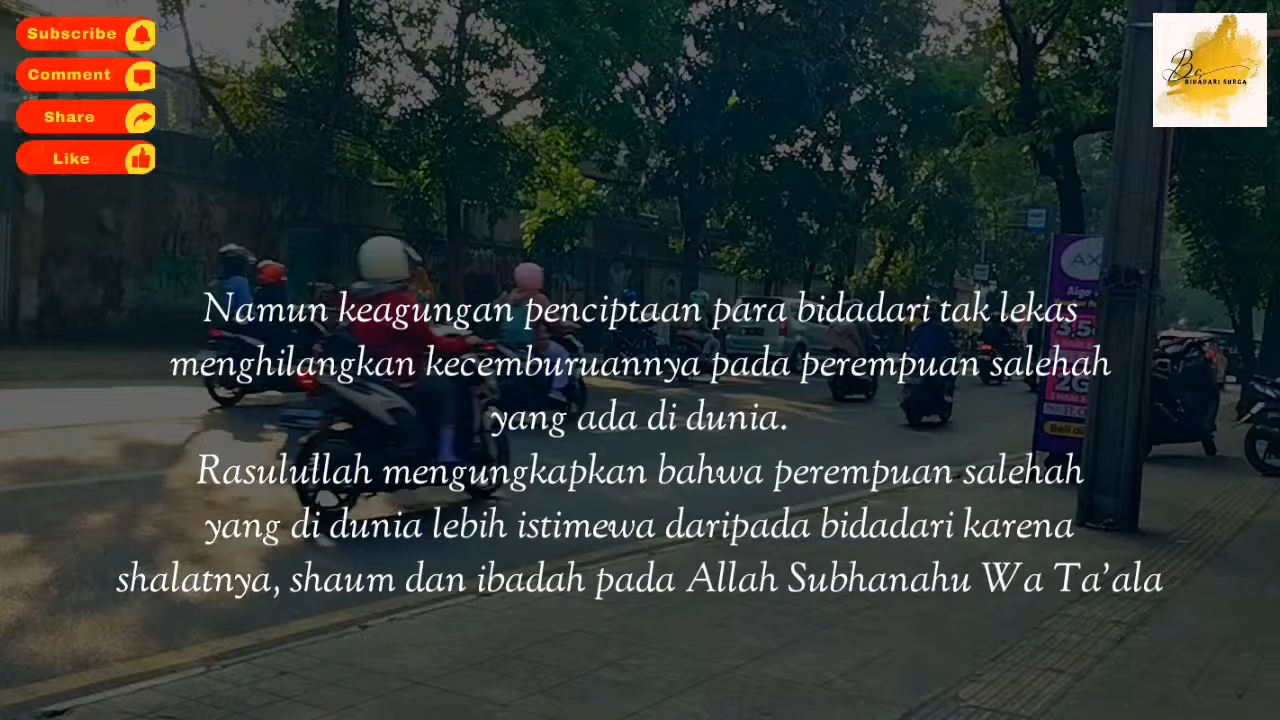 Subscribe
Comment
Share
Like
BIDADARI SURGA
Namun keagungan penciptaan para bidadari tak lekas
menghilangkan kecemburuannya pada perempuan salehah
yang ada di dunia.
Rasulullah mengungkapkan bahwa perempuan salehah
yang di dunia lebih istimewa daripada bidadari karena
shalatnya, shaum dan ibadah pada Allah Subhanahu Wa Ta'ala
AX
2G